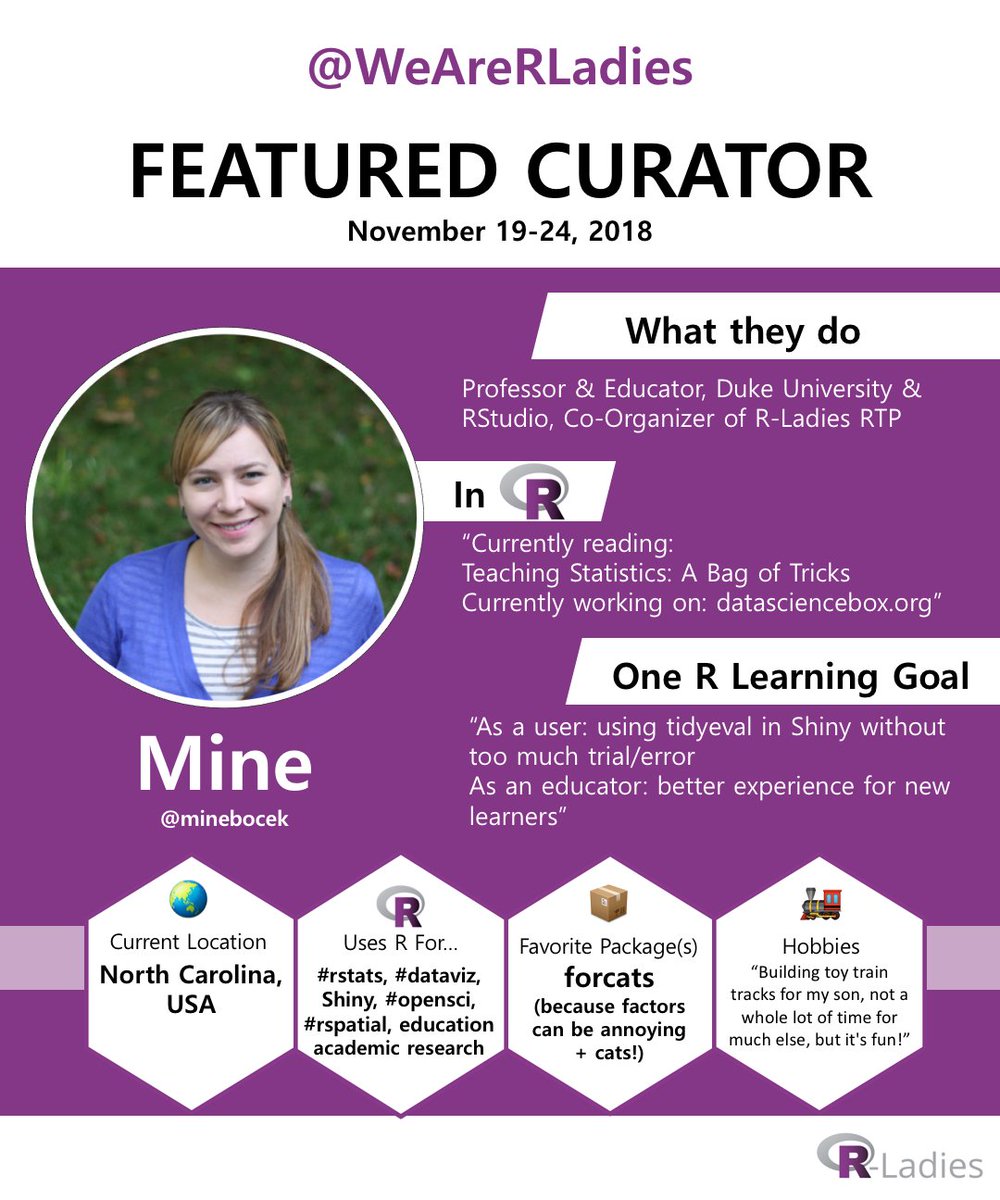 @WeAreRLadies
FEATURED CURATOR
November 19-24, 2018
What they do
Professor & Educator, Duke University &
RStudio, Co-Organizer of R-Ladies RTP
In R
“Currently reading:
Teaching Statistics: A Bag of Tricks
Currently working on: datasciencebox.org”
One R Learning Goal
“As a user: using tidyeval in Shiny without
too much trial/error
As an educator: better experience for new
learners”
Mine
@minebocek
Current Location
North Carolina,
USA
R
Uses R For...
#rstats, #dataviz,
Shiny, #opensci,
#rspatial, education
academic research
Favorite Package(s)
forcats
(because factors
can be annoying
+ cats!)
Hobbies
“Building toy train
tracks for my son, not a
whole lot of time for
much else, but it's fun!”
R-Ladies